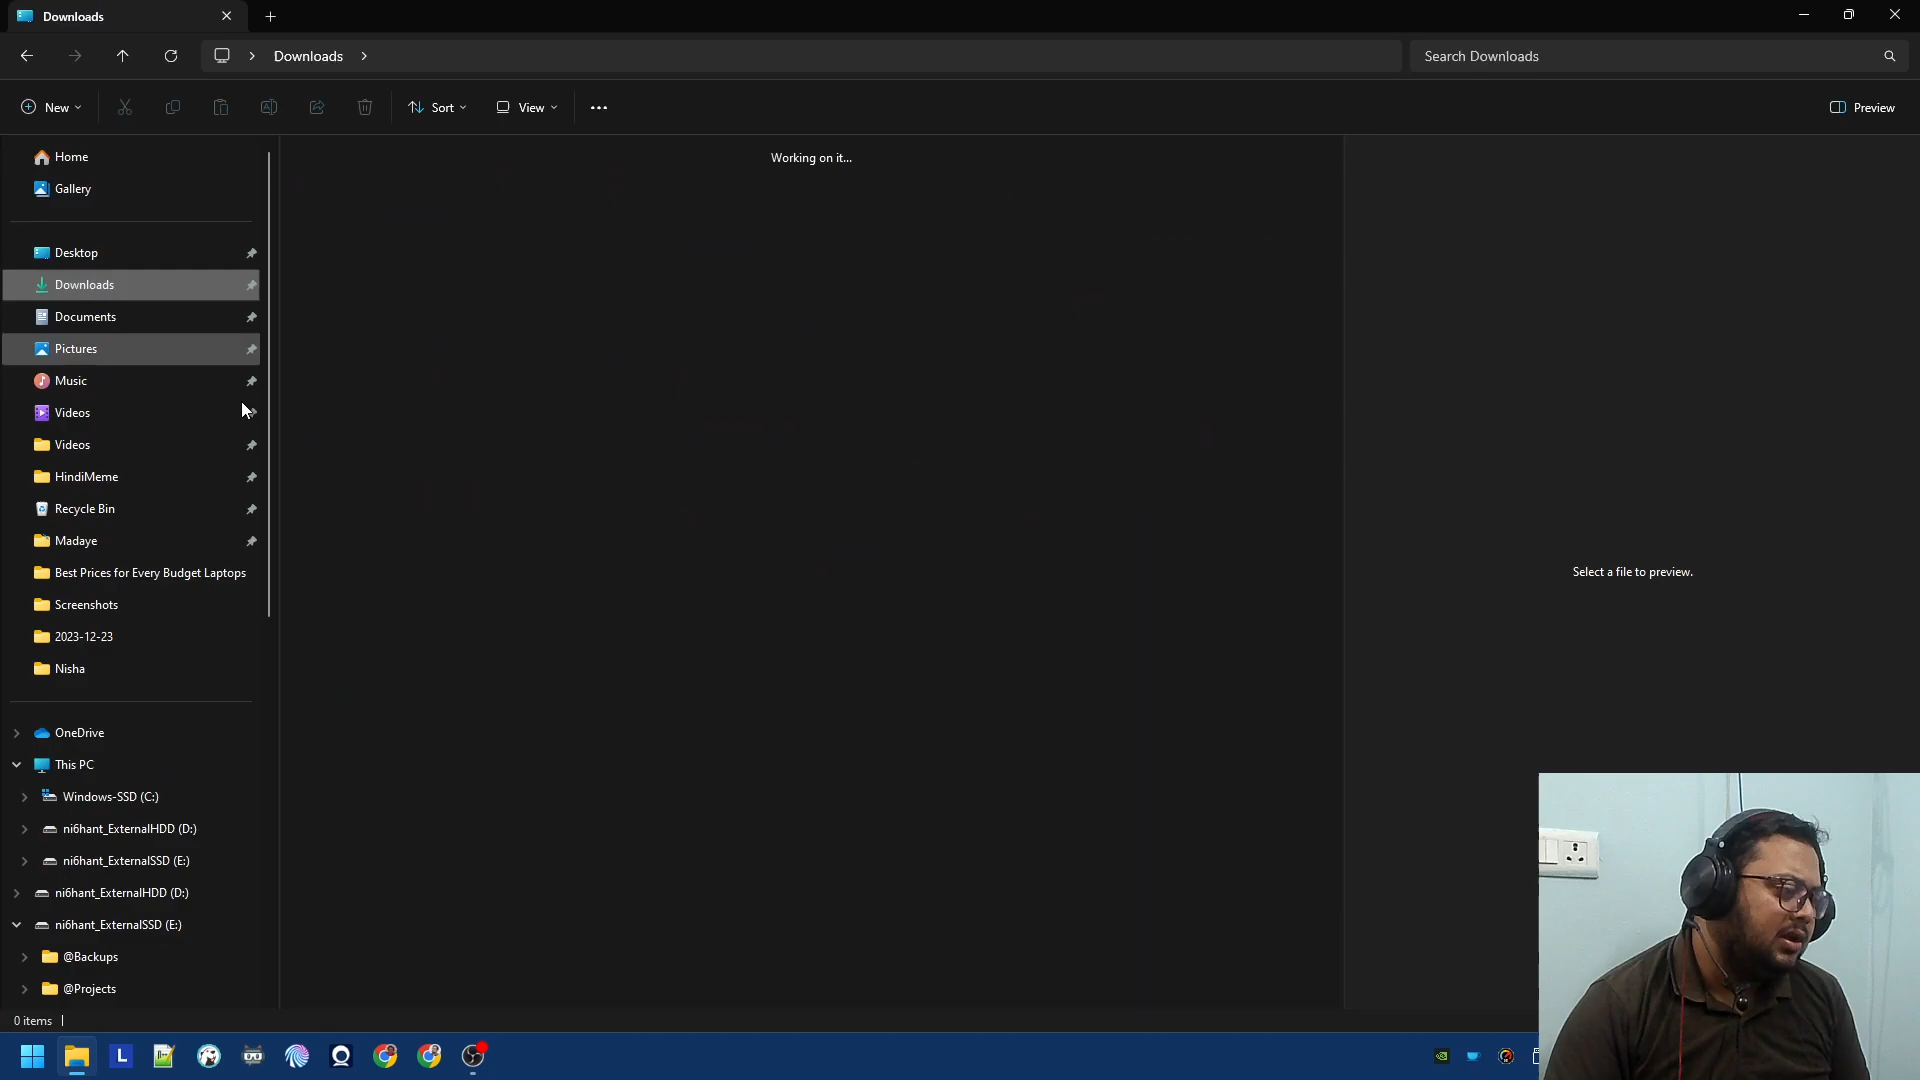 Downloads
Downloads
Search Downloads
New
Sort
View
Preview
Home
Gallery
Working on it...
Desktop
Downloads
Documents
Pictures
Music
Videos
Videos
HindiMeme
Recycle Bin
Madaye
Best Prices for Every Budget Laptops
Screenshots
2023-12-23
Nisha
Select a file to preview.
OneDrive
This PC
Windows-SSD (C:)
ni6hant_ExternalHDD (D:)
ni6hant_ExternalSSD (E:)
ni6hant_ExternalHDD (D:)
ni6hant_ExternalSSD (E:)
@Backups
@Projects
0 items
L